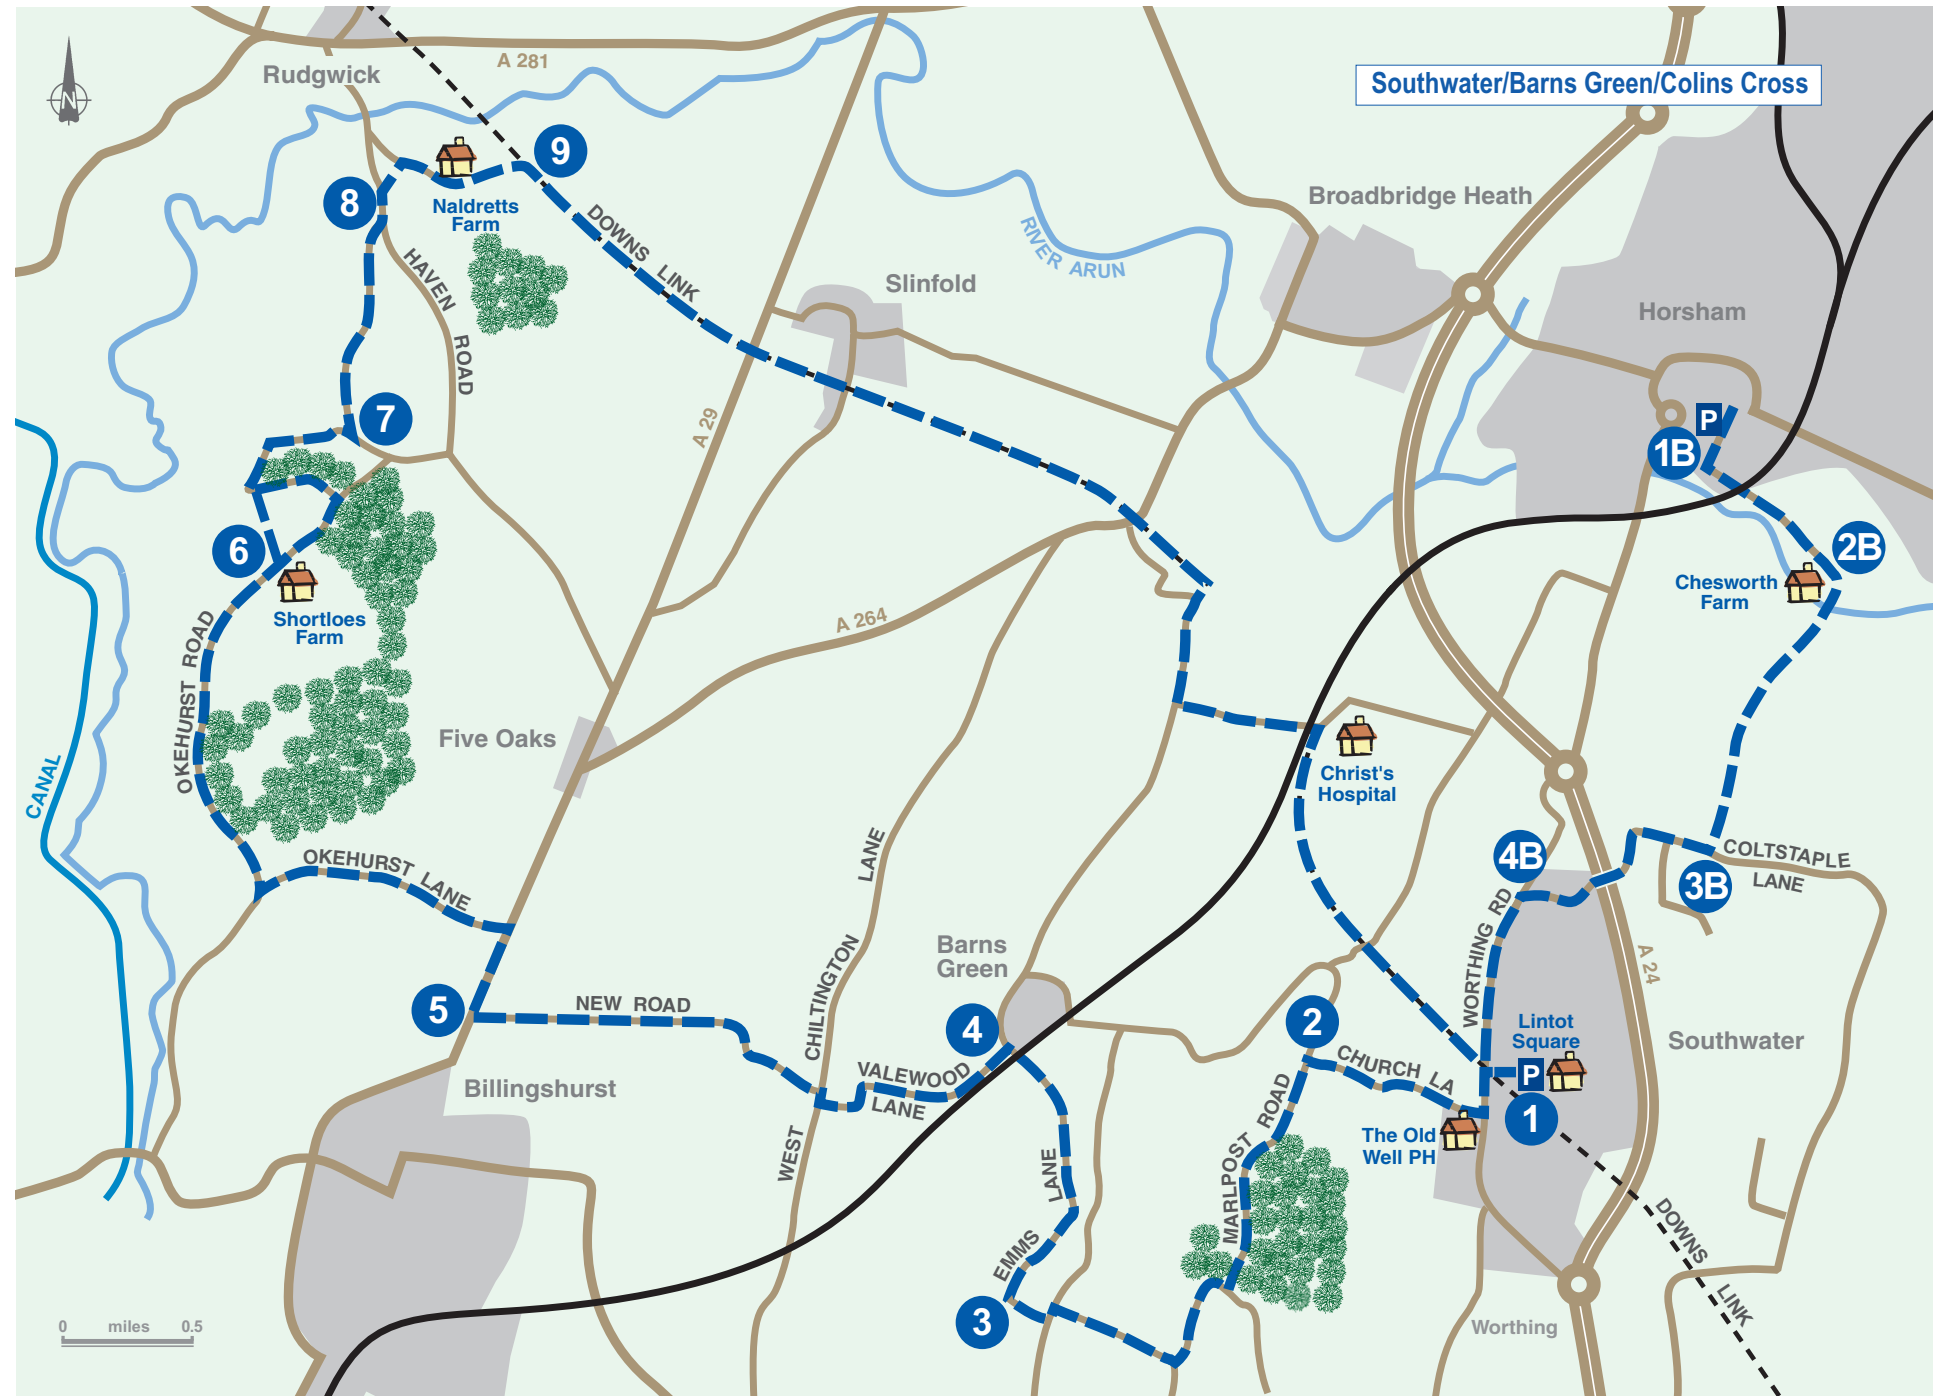 A 281
Rudgwick
N
Southwater/Barns Green/Colins Cross
9
8
Naldretts
Farm
Broadbridge Heath
DOWNS LINK
RIVER ARUN
HAVEN ROAD
Slinfold
Horsham
7
A 29
P
1B
6
2B
Shortloes
Farm
Chesworth
Farm
A 264
OKEHURST ROAD
Five Oaks
CANAL
Christ's
Hospital
4B
COLTSTAPLE
LANE
3B
OKEHURST LANE
WEST CHILTINGTON LANE
WORTHING RD
Barns
Green
A 24
5
NEW ROAD
4
2
Lintot
Square
Southwater
VALEWOOD
LANE
CHURCH LA
P
Billingshurst
1
The Old
Well PH
MARLPOST ROAD
EMMS LANE
DOWNS LINK
3
0 miles 0.5
Worthing